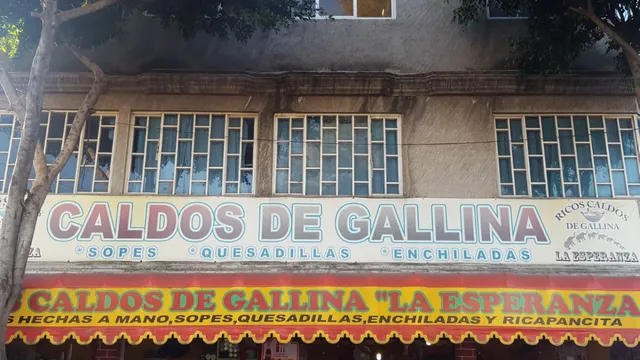 CALDOS DE GALLINA
*SOPES *QUESADILLAS *ENCHILADAS
RICOS CALDOS
DE GALLINA
LA ESPERANZA
S CALDOS DE GALLINA "LA ESPERANZA
S HECHAS A MANO,SOPES,QUESADILLAS,ENCHILADAS Y RICAPANCITA